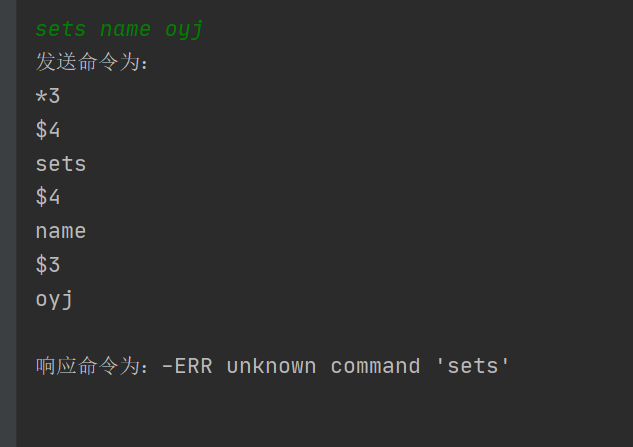 sets name oyj
发送命令为：
*3
$4
sets
$4
name
$3
oyj
响应命令为：-ERR unknown command 'sets'